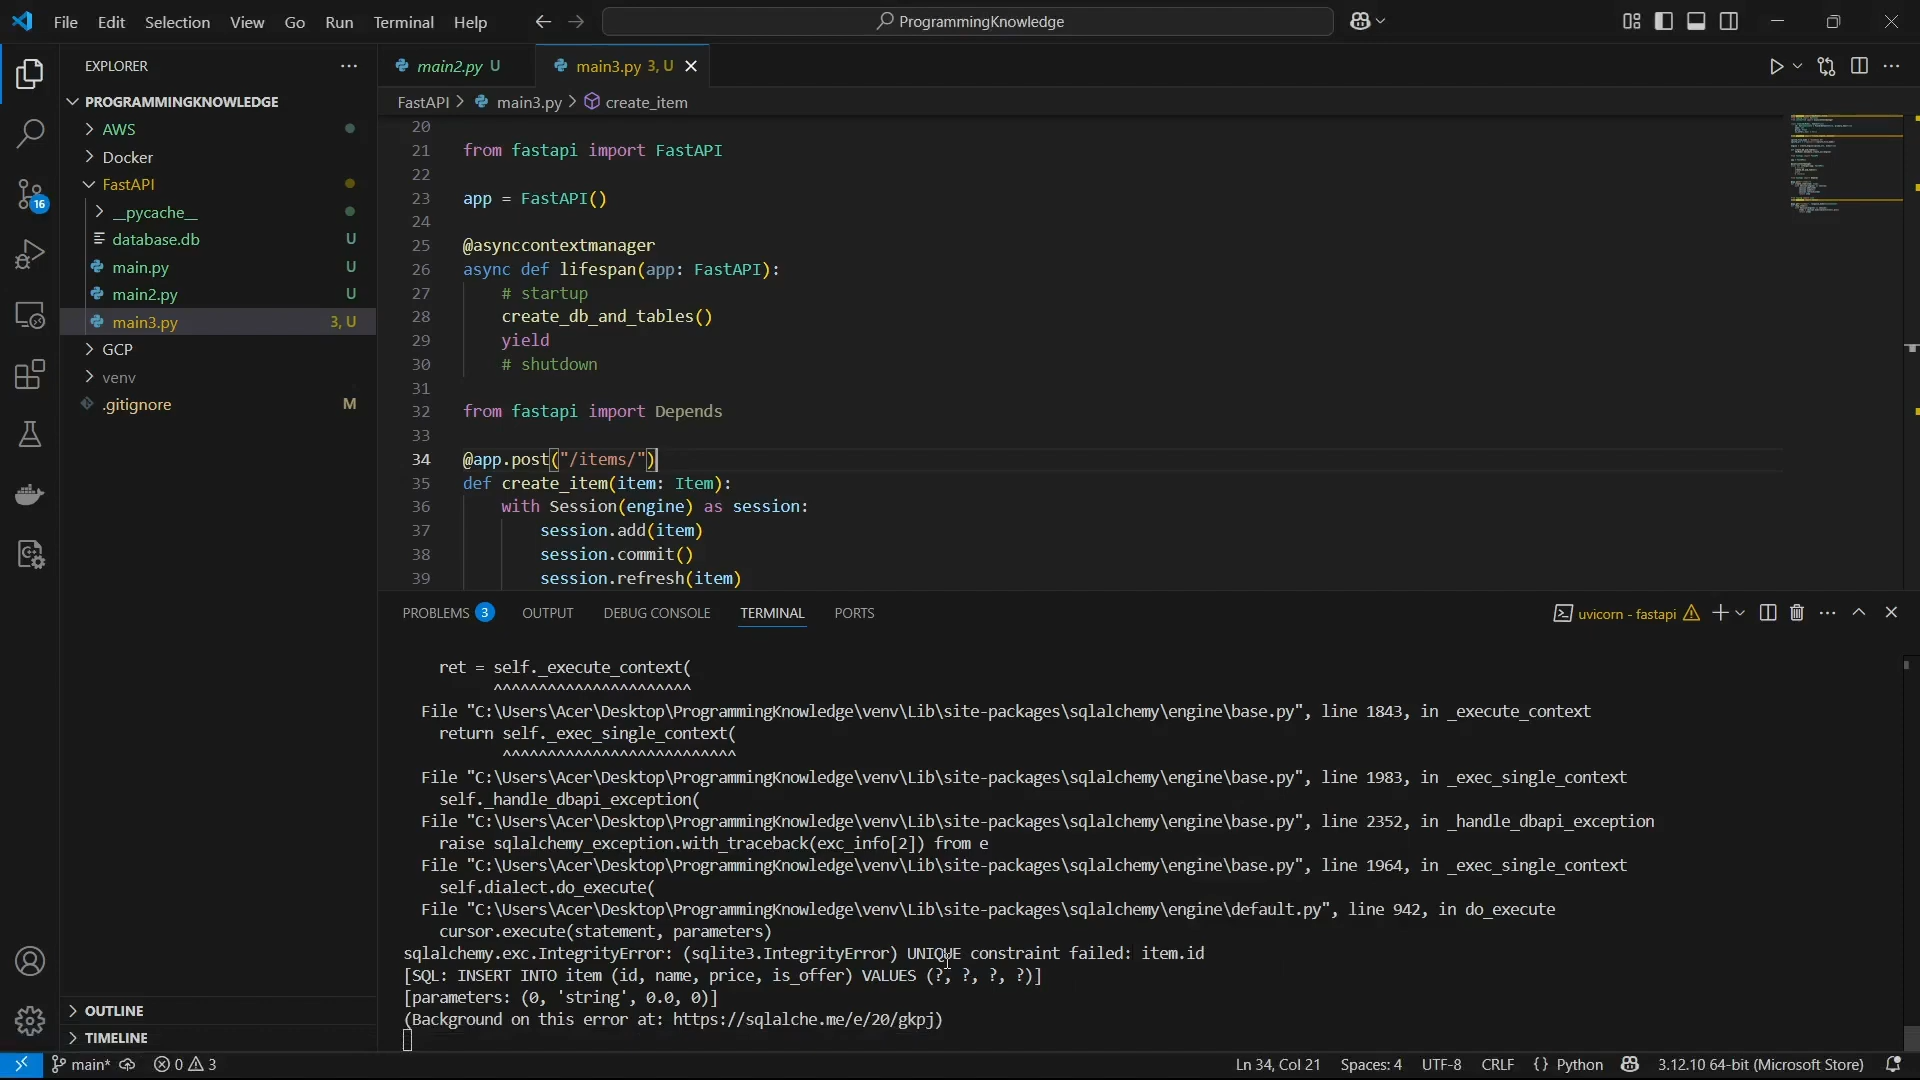 File Edit Selection View Go Run Terminal Help
ProgrammingKnowledge
EXPLORER
PROGRAMMINGKNOWLEDGE
AWS
Docker
FastAPI
__pycache__
database.db U
main.py U
main2.py U
main3.py 3, U
GCP
venv
.gitignore M
OUTLINE
TIMELINE
16
main2.py U
main3.py 3, U
FastAPI > main3.py > create_item
20
21 from fastapi import FastAPI
22
23 app = FastAPI()
24
25 @asynccontextmanager
26 async def lifespan(app: FastAPI):
27 # startup
28 create_db_and_tables()
29 yield
30 # shutdown
31
32 from fastapi import Depends
33
34 @app.post("/items/")
35 def create_item(item: Item):
36 with Session(engine) as session:
37 session.add(item)
38 session.commit()
39 session.refresh(item)
PROBLEMS 3 OUTPUT DEBUG CONSOLE TERMINAL PORTS
uvicorn - fastapi
ret = self._execute_context(
^^^^^^^^^^^^^^^^^^^^^^
File "C:\Users\Acer\Desktop\ProgrammingKnowledge\venv\Lib\site-packages\sqlalchemy\engine\base.py", line 1843, in _execute_context
return self._exec_single_context(
^^^^^^^^^^^^^^^^^^^^^^^^^^
File "C:\Users\Acer\Desktop\ProgrammingKnowledge\venv\Lib\site-packages\sqlalchemy\engine\base.py", line 1983, in _exec_single_context
self._handle_dbapi_exception(
File "C:\Users\Acer\Desktop\ProgrammingKnowledge\venv\Lib\site-packages\sqlalchemy\engine\base.py", line 2352, in _handle_dbapi_exception
raise sqlalchemy_exception.with_traceback(exc_info[2]) from e
File "C:\Users\Acer\Desktop\ProgrammingKnowledge\venv\Lib\site-packages\sqlalchemy\engine\base.py", line 1964, in _exec_single_context
self.dialect.do_execute(
File "C:\Users\Acer\Desktop\ProgrammingKnowledge\venv\Lib\site-packages\sqlalchemy\engine\default.py", line 942, in do_execute
cursor.execute(statement, parameters)
sqlalchemy.exc.IntegrityError: (sqlite3.IntegrityError) UNIQUE constraint failed: item.id
[SQL: INSERT INTO item (id, name, price, is_offer) VALUES (?, ?, ?, ?)]
[parameters: (0, 'string', 0.0, 0)]
(Background on this error at: https://sqlalche.me/e/20/gkpj)
main* 0 3 Ln 34, Col 21 Spaces: 4 UTF-8 CRLF {} Python 3.12.10 64-bit (Microsoft Store)